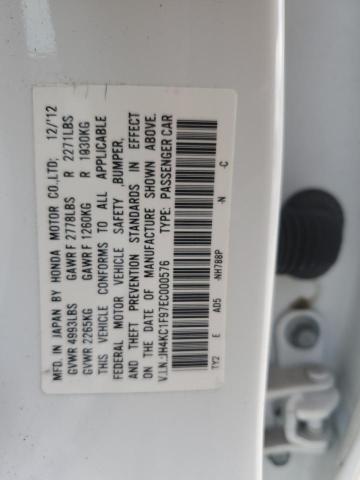 MFD. IN JAPAN BY HONDA MOTOR CO.,LTD; 12/'12
GVWR 4993LBS GAWR F 2778LBS R 2271LBS
GVWR 2265KG GAWR F 1260KG R 1030KG
THIS VEHICLE CONFORMS TO ALL APPLICABLE
FEDERAL MOTOR VEHICLE SAFETY ,BUMPER,
AND THEFT PREVENTION STANDARDS IN EFFECT
ON THE DATE OF MANUFACTURE SHOWN ABOVE.
V.I.N.:JH4KC1F97EC000576 TYPE: PASSENGER CAR
TY2 E AD5 -NH788P -N -C